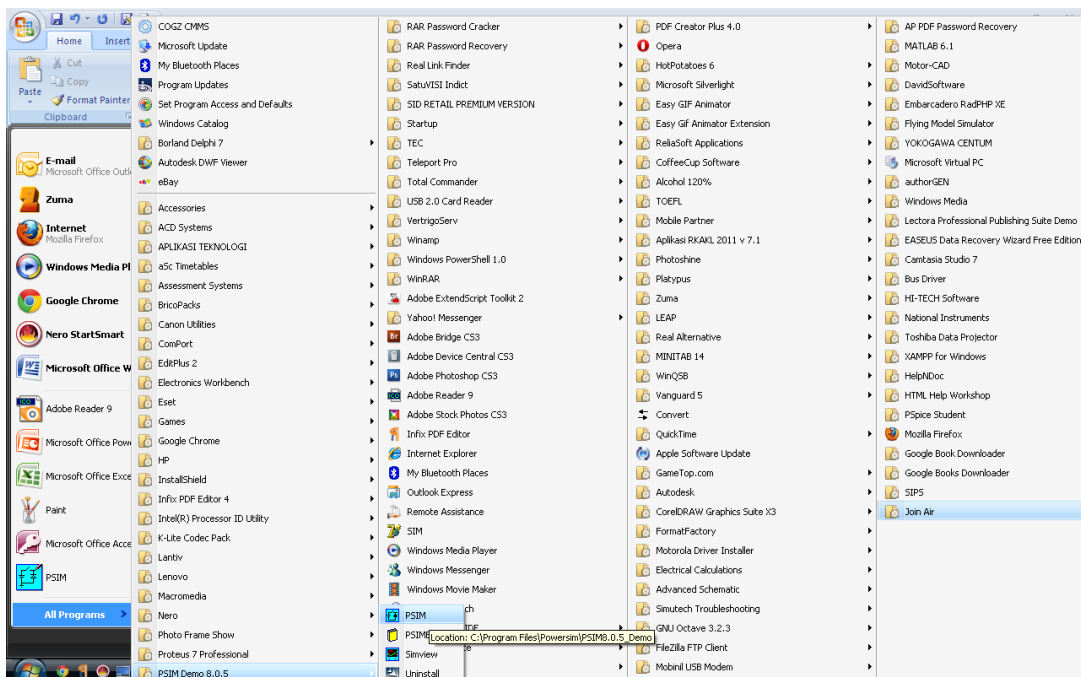 Home
Insert
Cut
Copy
Paste
Format Painter
Clipboard
E-mail
Microsoft Office Outl
Zuma
Internet
Mozilla Firefox
Windows Media Pl
Google Chrome
Nero StartSmart
Microsoft Office W
Adobe Reader 9
Microsoft Office Powe
Microsoft Office Exce
Paint
Microsoft Office Acce
PSIM
All Programs
COGZ CMMS
Microsoft Update
My Bluetooth Places
Program Updates
Set Program Access and Defaults
Windows Catalog
Borland Delphi 7
Autodesk DWF Viewer
eBay
Accessories
ACD Systems
APLIKASI TEKNOLOGI
aSc Timetables
Assessment Systems
BricoPacks
Canon Utilities
ComPort
EditPlus 2
Electronics Workbench
Eset
Games
Google Chrome
HP
InstallShield
Infix PDF Editor 4
Intel(R) Processor ID Utility
K-Lite Codec Pack
Lantiv
Lenovo
Macromedia
Nero
Photo Frame Show
Proteus 7 Professional
PSIM Demo 8.0.5
RAR Password Cracker
RAR Password Recovery
Real Link Finder
SatuVISI Indict
SID RETAIL PREMIUM VERSION
Startup
TEC
Teleport Pro
Total Commander
USB 2.0 Card Reader
VertrigoServ
Winamp
Windows PowerShell 1.0
WinRAR
Adobe ExtendScript Toolkit 2
Yahoo! Messenger
Adobe Bridge CS3
Adobe Device Central CS3
Adobe Photoshop CS3
Adobe Reader 9
Adobe Stock Photos CS3
Infix PDF Editor
Internet Explorer
My Bluetooth Places
Outlook Express
Remote Assistance
SIM
Windows Media Player
Windows Messenger
Windows Movie Maker
PSIM
Location: C:\Program Files\Powersim\PSIM8.0.5_Demo
Simview
Uninstall
PDF Creator Plus 4.0
Opera
HotPotatoes 6
Microsoft Silverlight
Easy GIF Animator
Easy Gif Animator Extension
ReliaSoft Applications
CoffeeCup Software
Alcohol 120%
TOEFL
Mobile Partner
Aplikasi RKAKL 2011 v 7.1
Photoshine
Platypus
Zuma
LEAP
Real Alternative
MINITAB 14
WinQSB
Vanguard 5
Convert
QuickTime
Apple Software Update
GameTop.com
Autodesk
CorelDRAW Graphics Suite X3
FormatFactory
Motorola Driver Installer
Electrical Calculations
Advanced Schematic
Simutech Troubleshooting
GNU Octave 3.2.3
FileZilla FTP Client
Mobinil USB Modem
AP PDF Password Recovery
MATLAB 6.1
Motor-CAD
DavidSoftware
Embarcadero RadPHP XE
Flying Model Simulator
YOKOGAWA CENTUM
Microsoft Virtual PC
authorGEN
Windows Media
Lectora Professional Publishing Suite Demo
EASEUS Data Recovery Wizard Free Edition
Camtasia Studio 7
Bus Driver
HI-TECH Software
National Instruments
Toshiba Data Projector
XAMPP for Windows
HelpNDoc
HTML Help Workshop
PSpice Student
Mozilla Firefox
Google Book Downloader
Google Books Downloader
SIPS
Join Air